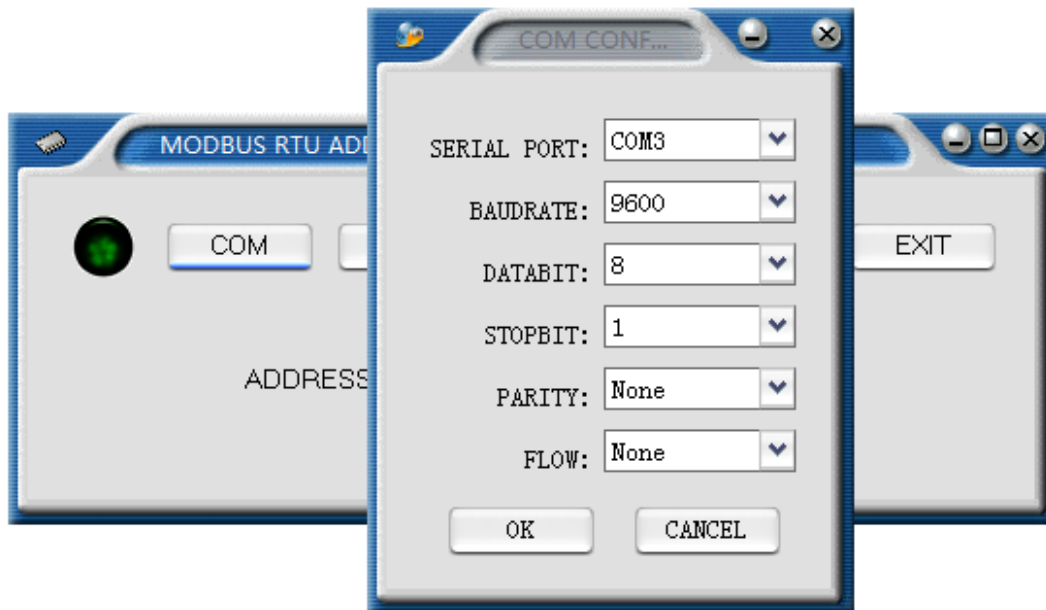 COM CONF...
SERIAL PORT: COM3
BAUDRATE: 9600
DATABIT: 8
STOPBIT: 1
PARITY: None
FLOW: None
OK CANCEL
MODBUS RTU
COM
EXIT
ADDRESS